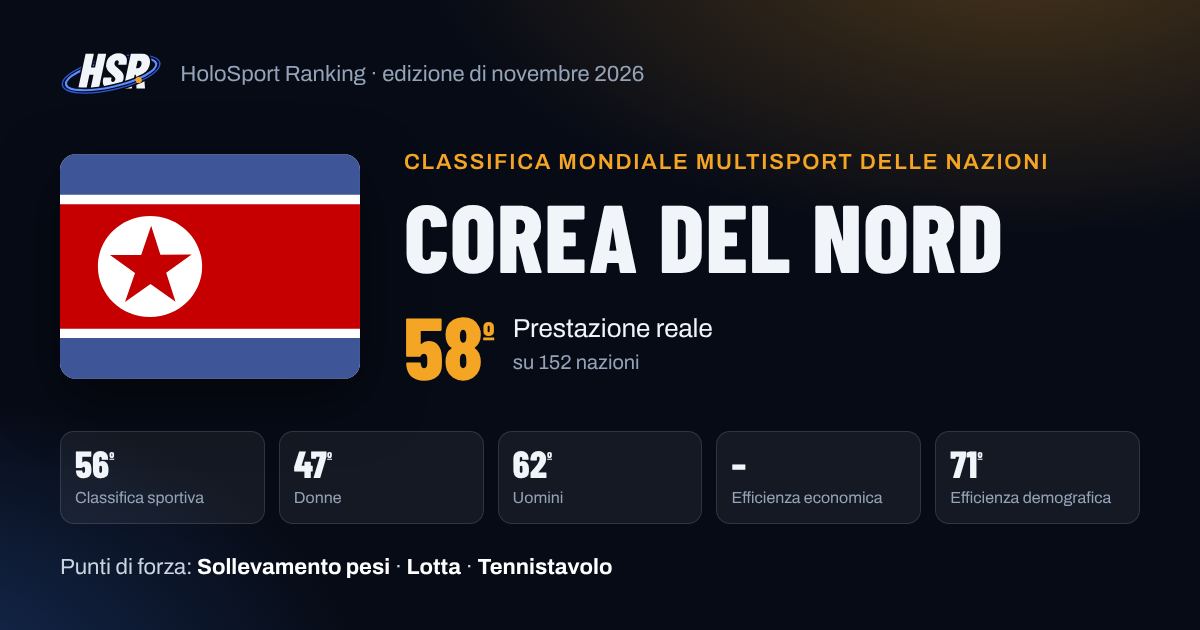 HSR
HoloSport Ranking · edizione di novembre 2026
CLASSIFICA MONDIALE MULTISPORT DELLE NAZIONI
COREA DEL NORD
58º
Prestazione reale
su 152 nazioni
56º
Classifica sportiva
47º
Donne
62º
Uomini
–
Efficienza economica
71º
Efficienza demografica
Punti di forza: Sollevamento pesi · Lotta · Tennistavolo